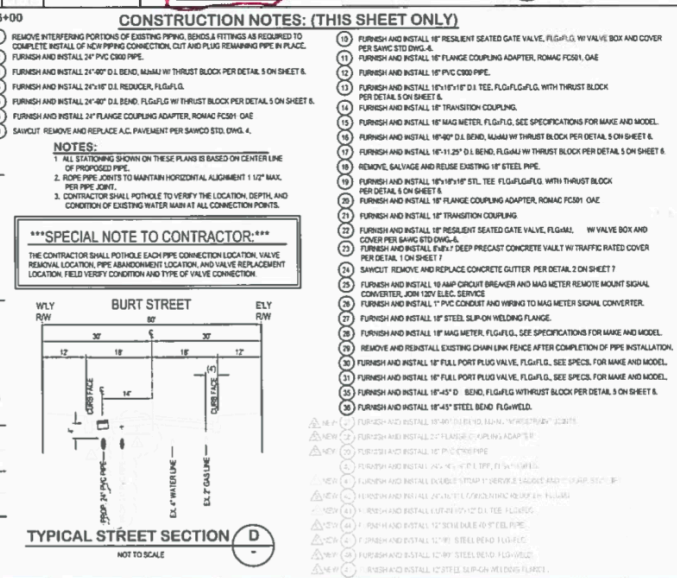 3+00
CONSTRUCTION NOTES: (THIS SHEET ONLY)
REMOVE INTERFERING PORTIONS OF EXISTING PIPING, BENDS & FITTINGS AS REQUIRED TO
COMPLETE INSTALL OF NEW PIPING CONNECTION, CUT AND PLUG REMAINING PIPE IN PLACE.
FURNISH AND INSTALL 24" PVC C900 PIPE.
FURNISH AND INSTALL 24"-90° D.I. BEND, MJxMJ W/ THRUST BLOCK PER DETAIL 5 ON SHEET 6.
FURNISH AND INSTALL 24"x16" D.I. REDUCER, FLGxFLG.
FURNISH AND INSTALL 24"-90° D.I. BEND, FLGxFLG W/ THRUST BLOCK PER DETAIL 5 ON SHEET 6.
FURNISH AND INSTALL 24" FLANGE COUPLING ADAPTER, ROMAC FC501 OAE
SAWCUT REMOVE AND REPLACE A.C. PAVEMENT PER SAWCO STD. DWG. 4.
NOTES:
1 ALL STATIONING SHOWN ON THESE PLANS IS BASED ON CENTER LINE
OF PROPOSED PIPE.
2. ROPE PIPE JOINTS TO MAINTAIN HORIZONTAL ALIGNMENT 1 1/2" MAX.
PER PIPE JOINT.
3. CONTRACTOR SHALL POTHOLE TO VERIFY THE LOCATION, DEPTH, AND
CONDITION OF EXISTING WATER MAIN AT ALL CONNECTION POINTS.
***SPECIAL NOTE TO CONTRACTOR:***
THE CONTRACTOR SHALL POTHOLE EACH PIPE CONNECTION LOCATION, VALVE
REMOVAL LOCATION, PIPE ABANDONMENT LOCATION, AND VALVE REPLACEMENT
LOCATION, FIELD VERIFY CONDITION AND TYPE OF VALVE CONNECTION.
WLY R/W
BURT STREET
ELY R/W
60'
30' ℄ 30'
12' 18' 18' 12'
(4')
14'
4'
CURB FACE
CURB FACE
PROP. 24" PVC PIPE
EX. 4" WATER LINE
EX. 2" GAS LINE
TYPICAL STREET SECTION D
NOT TO SCALE
10 FURNISH AND INSTALL 16" RESILIENT SEATED GATE VALVE, FLGxFLG, W/ VALVE BOX AND COVER
PER SAWC STD DWG.-6.
11 FURNISH AND INSTALL 16" FLANGE COUPLING ADAPTER, ROMAC FC501, OAE
12 FURNISH AND INSTALL 16" PVC C900 PIPE.
13 FURNISH AND INSTALL 16"x16"x16" D.I. TEE, FLGxFLG, WITH THRUST BLOCK
PER DETAIL 5 ON SHEET 6.
14 FURNISH AND INSTALL 16" TRANSITION COUPLING.
15 FURNISH AND INSTALL 16" MAG METER, FLGxFLG, SEE SPECIFICATIONS FOR MAKE AND MODEL.
16 FURNISH AND INSTALL 16"-90° D.I. BEND, MJxMJ W/ THRUST BLOCK PER DETAIL 5 ON SHEET 6.
17 FURNISH AND INSTALL 16"-11.25° D.I. BEND, FLGxMJ W/ THRUST BLOCK PER DETAIL 5 ON SHEET 6.
18 REMOVE, SALVAGE AND REUSE EXISTING 18" STEEL PIPE.
19 FURNISH AND INSTALL 18"x18"x16" STL. TEE, FLGxFLGxFLG. WITH THRUST BLOCK
PER DETAIL 5 ON SHEET 6.
20 FURNISH AND INSTALL 18" FLANGE COUPLING ADAPTER, ROMAC FC501 OAE
21 FURNISH AND INSTALL 18" TRANSITION COUPLING
22 FURNISH AND INSTALL 18" RESILIENT SEATED GATE VALVE, FLGxMJ, W/ VALVE BOX AND
COVER PER SAWC STD DWG.-6.
23 FURNISH AND INSTALL 8'x8'x7' DEEP PRECAST CONCRETE VAULT W/ TRAFFIC RATED COVER
PER DETAIL 1 ON SHEET 7
24 SAWCUT REMOVE AND REPLACE CONCRETE GUTTER PER DETAIL 2 ON SHEET 7
25 FURNISH AND INSTALL 10 AMP CIRCUIT BREAKER AND MAG METER REMOTE MOUNT SIGNAL
CONVERTER, JOIN 120V ELEC. SERVICE
26 FURNISH AND INSTALL 1" PVC CONDUIT AND WIRING TO MAG METER SIGNAL CONVERTER.
27 FURNISH AND INSTALL 18" STEEL SLIP-ON WELDING FLANGE.
28 FURNISH AND INSTALL 18" MAG METER, FLGxFLG., SEE SPECIFICATIONS FOR MAKE AND MODEL.
29 REMOVE AND REINSTALL EXISTING CHAIN LINK FENCE AFTER COMPLETION OF PIPE INSTALLATION.
30 FURNISH AND INSTALL 18" FULL PORT PLUG VALVE, FLGxFLG., SEE SPECS. FOR MAKE AND MODEL.
31 FURNISH AND INSTALL 16" FULL PORT PLUG VALVE, FLGxFLG., SEE SPECS. FOR MAKE AND MODEL.
35 FURNISH AND INSTALL 16"-45° D BEND, FLGxFLG WITHRUST BLOCK PER DETAIL 5 ON SHEET 6.
36 FURNISH AND INSTALL 18"-45° STEEL BEND FLGxWELD.